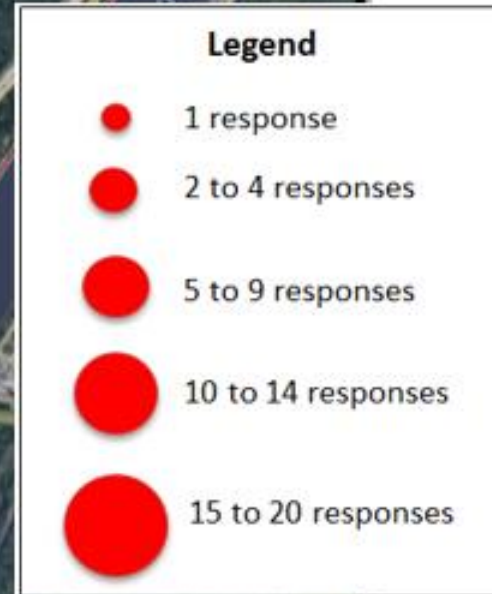 Legend
1 response
2 to 4 responses
5 to 9 responses
10 to 14 responses
15 to 20 responses